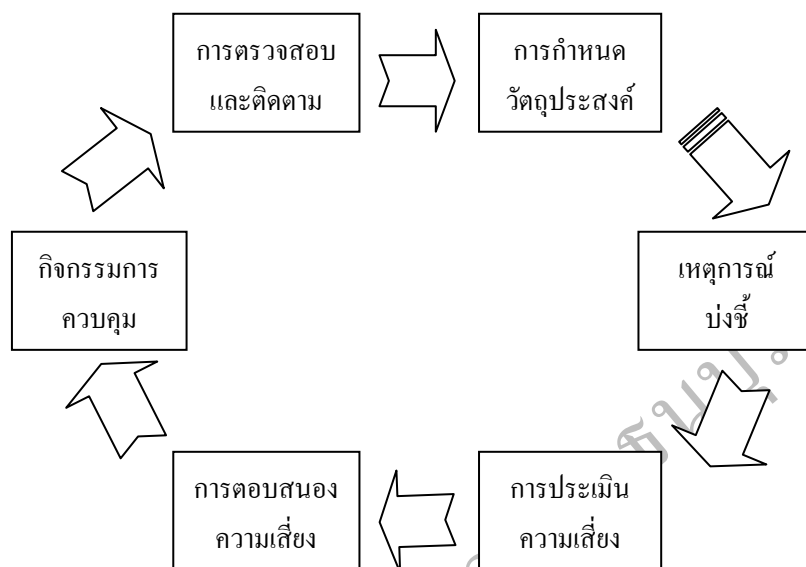 การตรวจสอบ
และติดตาม
การกำหนด
วัตถุประสงค์
เหตุการณ์
บ่งชี้
การประเมิน
ความเสี่ยง
การตอบสนอง
ความเสี่ยง
กิจกรรมการ
ควบคุม